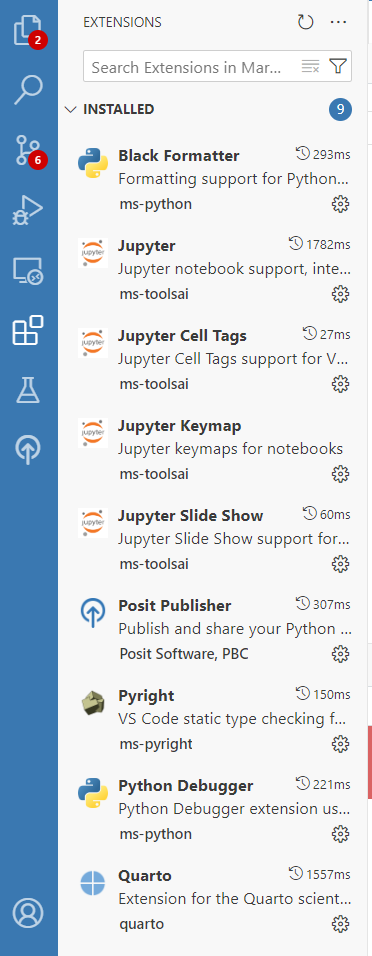 EXTENSIONS
2
Search Extensions in Mar...
INSTALLED 9
6
Black Formatter 293ms
Formatting support for Python...
ms-python
Jupyter 1782ms
Jupyter notebook support, inte...
ms-toolsai
Jupyter Cell Tags 27ms
Jupyter Cell Tags support for V...
ms-toolsai
Jupyter Keymap
Jupyter keymaps for notebooks
ms-toolsai
Jupyter Slide Show 60ms
Jupyter Slide Show support for...
ms-toolsai
Posit Publisher 307ms
Publish and share your Python ...
Posit Software, PBC
Pyright 150ms
VS Code static type checking f...
ms-pyright
Python Debugger 221ms
Python Debugger extension us...
ms-python
Quarto 1557ms
Extension for the Quarto scient...
quarto